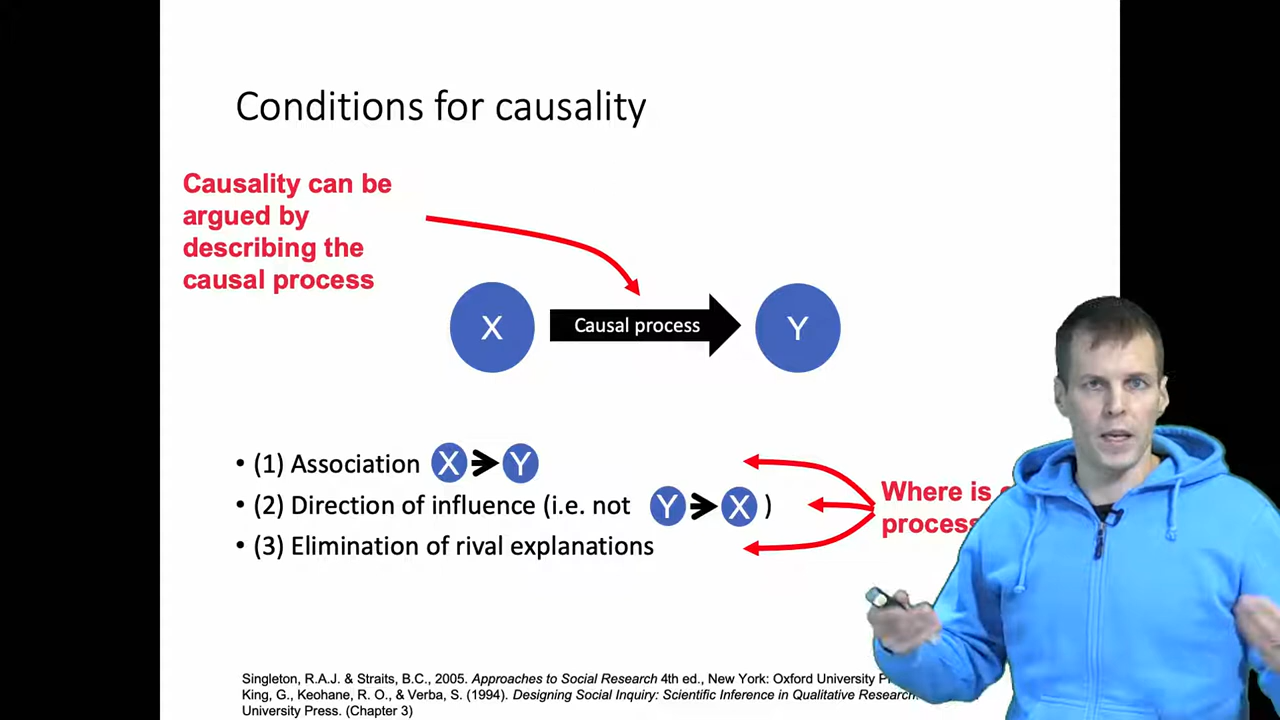 Conditions for causality
Causality can be
argued by
describing the
causal process
X
Causal process
Y
• (1) Association X Y
• (2) Direction of influence (i.e. not Y X )
• (3) Elimination of rival explanations
Where is
process
Singleton, R.A.J. & Straits, B.C., 2005. Approaches to Social Research 4th ed., New York: Oxford University
King, G., Keohane, R. O., & Verba, S. (1994). Designing Social Inquiry: Scientific Inference in Qualitative Research.
University Press. (Chapter 3)